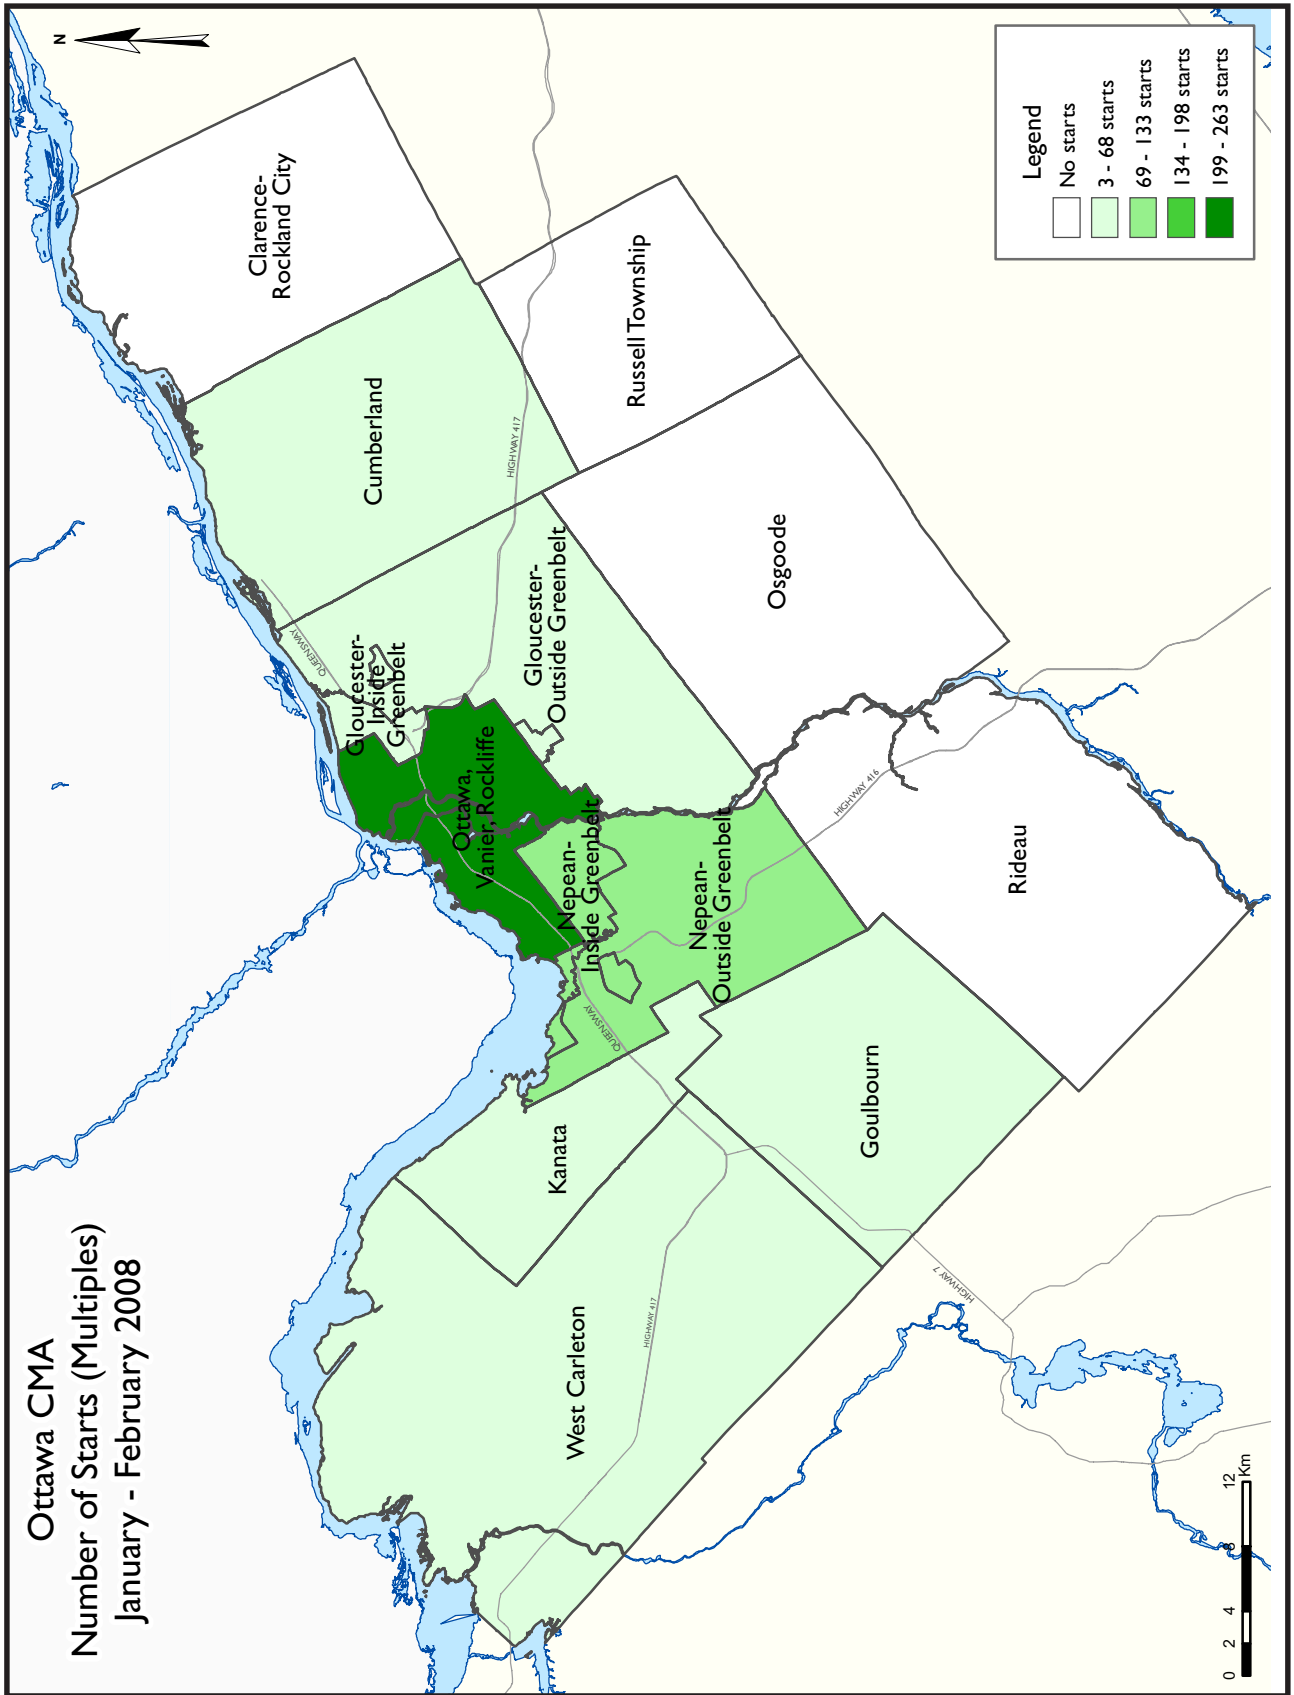 Ottawa CMA
Number of Starts (Multiples)
January - February 2008
N
Clarence-
Rockland City
Cumberland
Russell Township
HIGHWAY 417
Gloucester-
Inside
Greenbelt
QUEENSWAY
Gloucester-
Outside Greenbelt
Osgoode
Ottawa,
Vanier, Rockliffe
Nepean-
Inside Greenbelt
Nepean-
Outside Greenbelt
HIGHWAY 416
Rideau
QUEENSWAY
Kanata
Goulbourn
West Carleton
HIGHWAY 417
HIGHWAY 7
0 2 4 8 12
Km
Legend
No starts
3 - 68 starts
69 - 133 starts
134 - 198 starts
199 - 263 starts